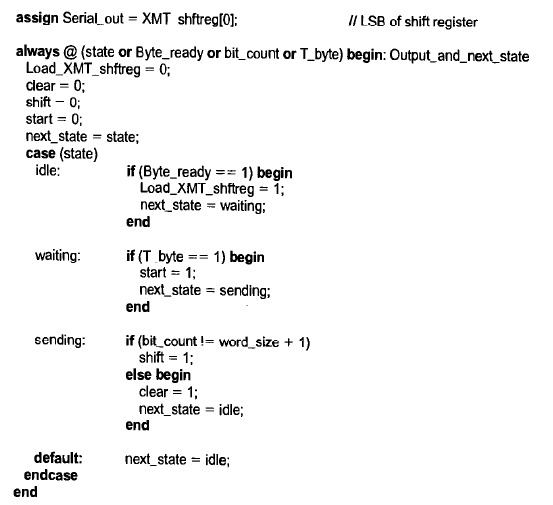 assign Serial_out = XMT shftreg[0]; // LSB of shift register
always @ (state or Byte_ready or bit_count or T_byte) begin: Output_and_next_state
Load_XMT_shftreg = 0;
clear = 0;
shift - 0;
start = 0;
next_state = state;
case (state)
idle: if (Byte_ready == 1) begin
Load_XMT_shftreg = 1;
next_state = waiting;
end
waiting: if (T byte == 1) begin
start = 1;
next_state = sending;
end
sending: if (bit_count != word_size + 1)
shift = 1;
else begin
clear = 1;
next_state = idle;
end
default: next_state = idle;
endcase
end